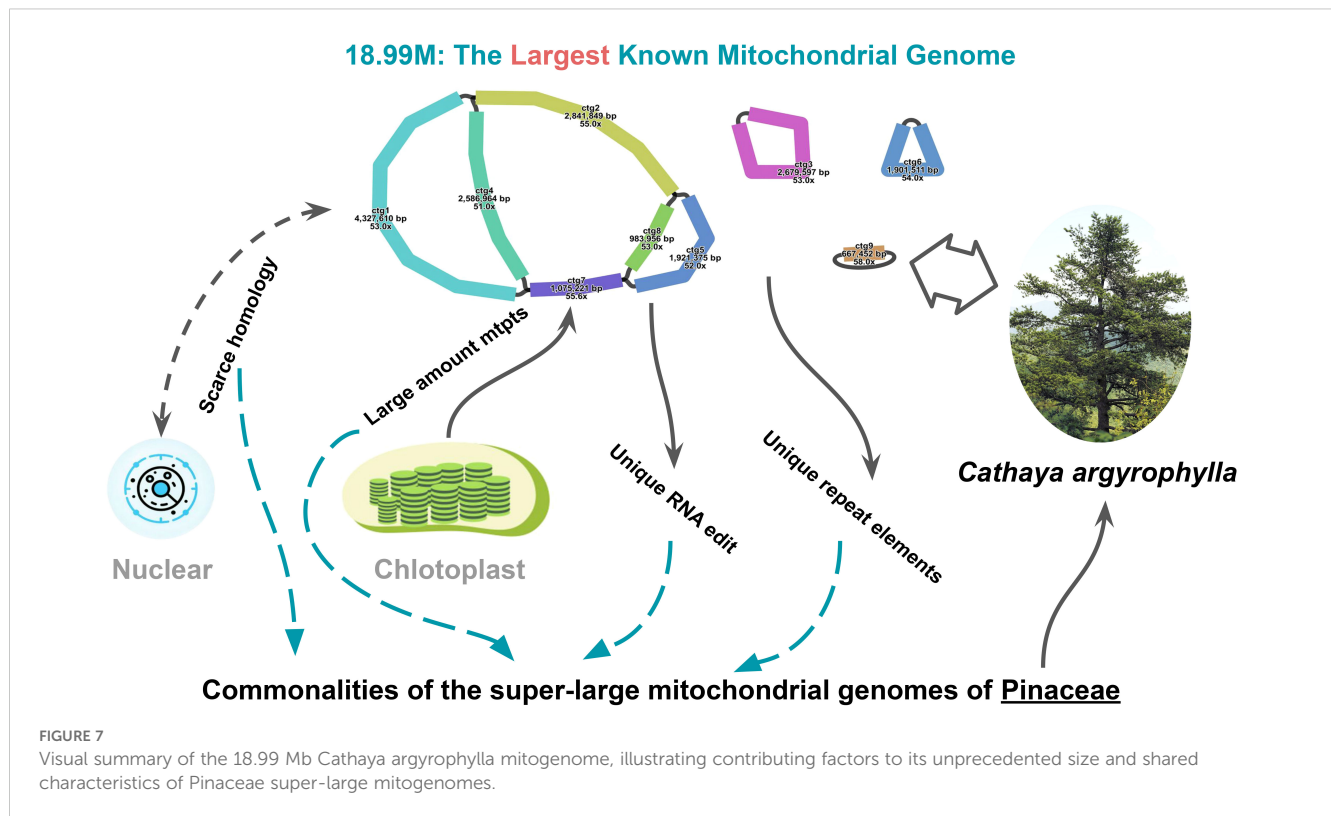 18.99M: The Largest Known Mitochondrial Genome
ctg2
2,841,849 bp
55.0x
ctg3
2,679,597 bp
53.0x
ctg6
1,901,511 bp
54.0x
ctg4
2,586,964 bp
51.0x
ctg1
4,327,610 bp
53.0x
ctg8
983,956 bp
53.0x
ctg5
1,921,375 bp
52.0x
ctg9
667,452 bp
58.0x
ctg7
1,075,221 bp
55.6x
Scarce homology
Large amount mtpts
Unique RNA edit
Unique repeat elements
Cathaya argyrophylla
Nuclear
Chlotoplast
Commonalities of the super-large mitochondrial genomes of Pinaceae
FIGURE 7
Visual summary of the 18.99 Mb Cathaya argyrophylla mitogenome, illustrating contributing factors to its unprecedented size and shared
characteristics of Pinaceae super-large mitogenomes.